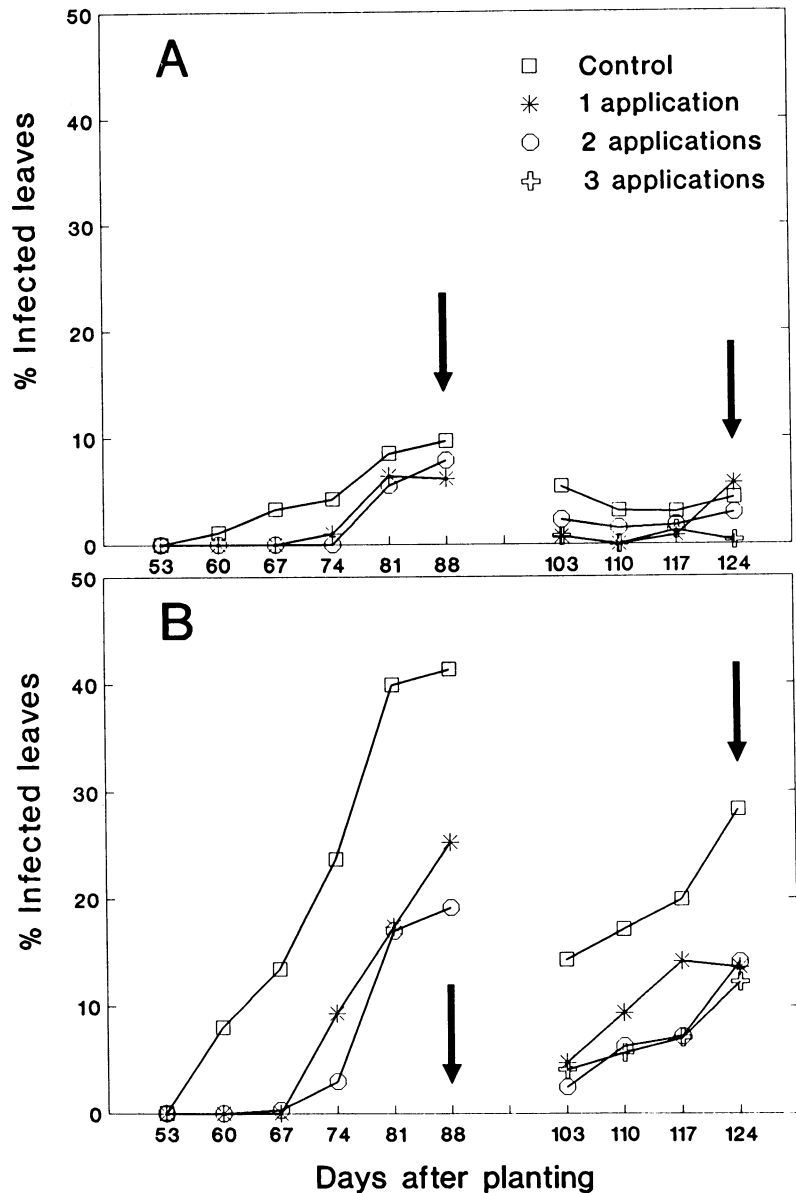 A
Control
1 application
2 applications
3 applications
% Infected leaves
50
40
30
20
10
0
53 60 67 74 81 88 103 110 117 124
B
% Infected leaves
50
40
30
20
10
0
53 60 67 74 81 88 103 110 117 124
Days after planting